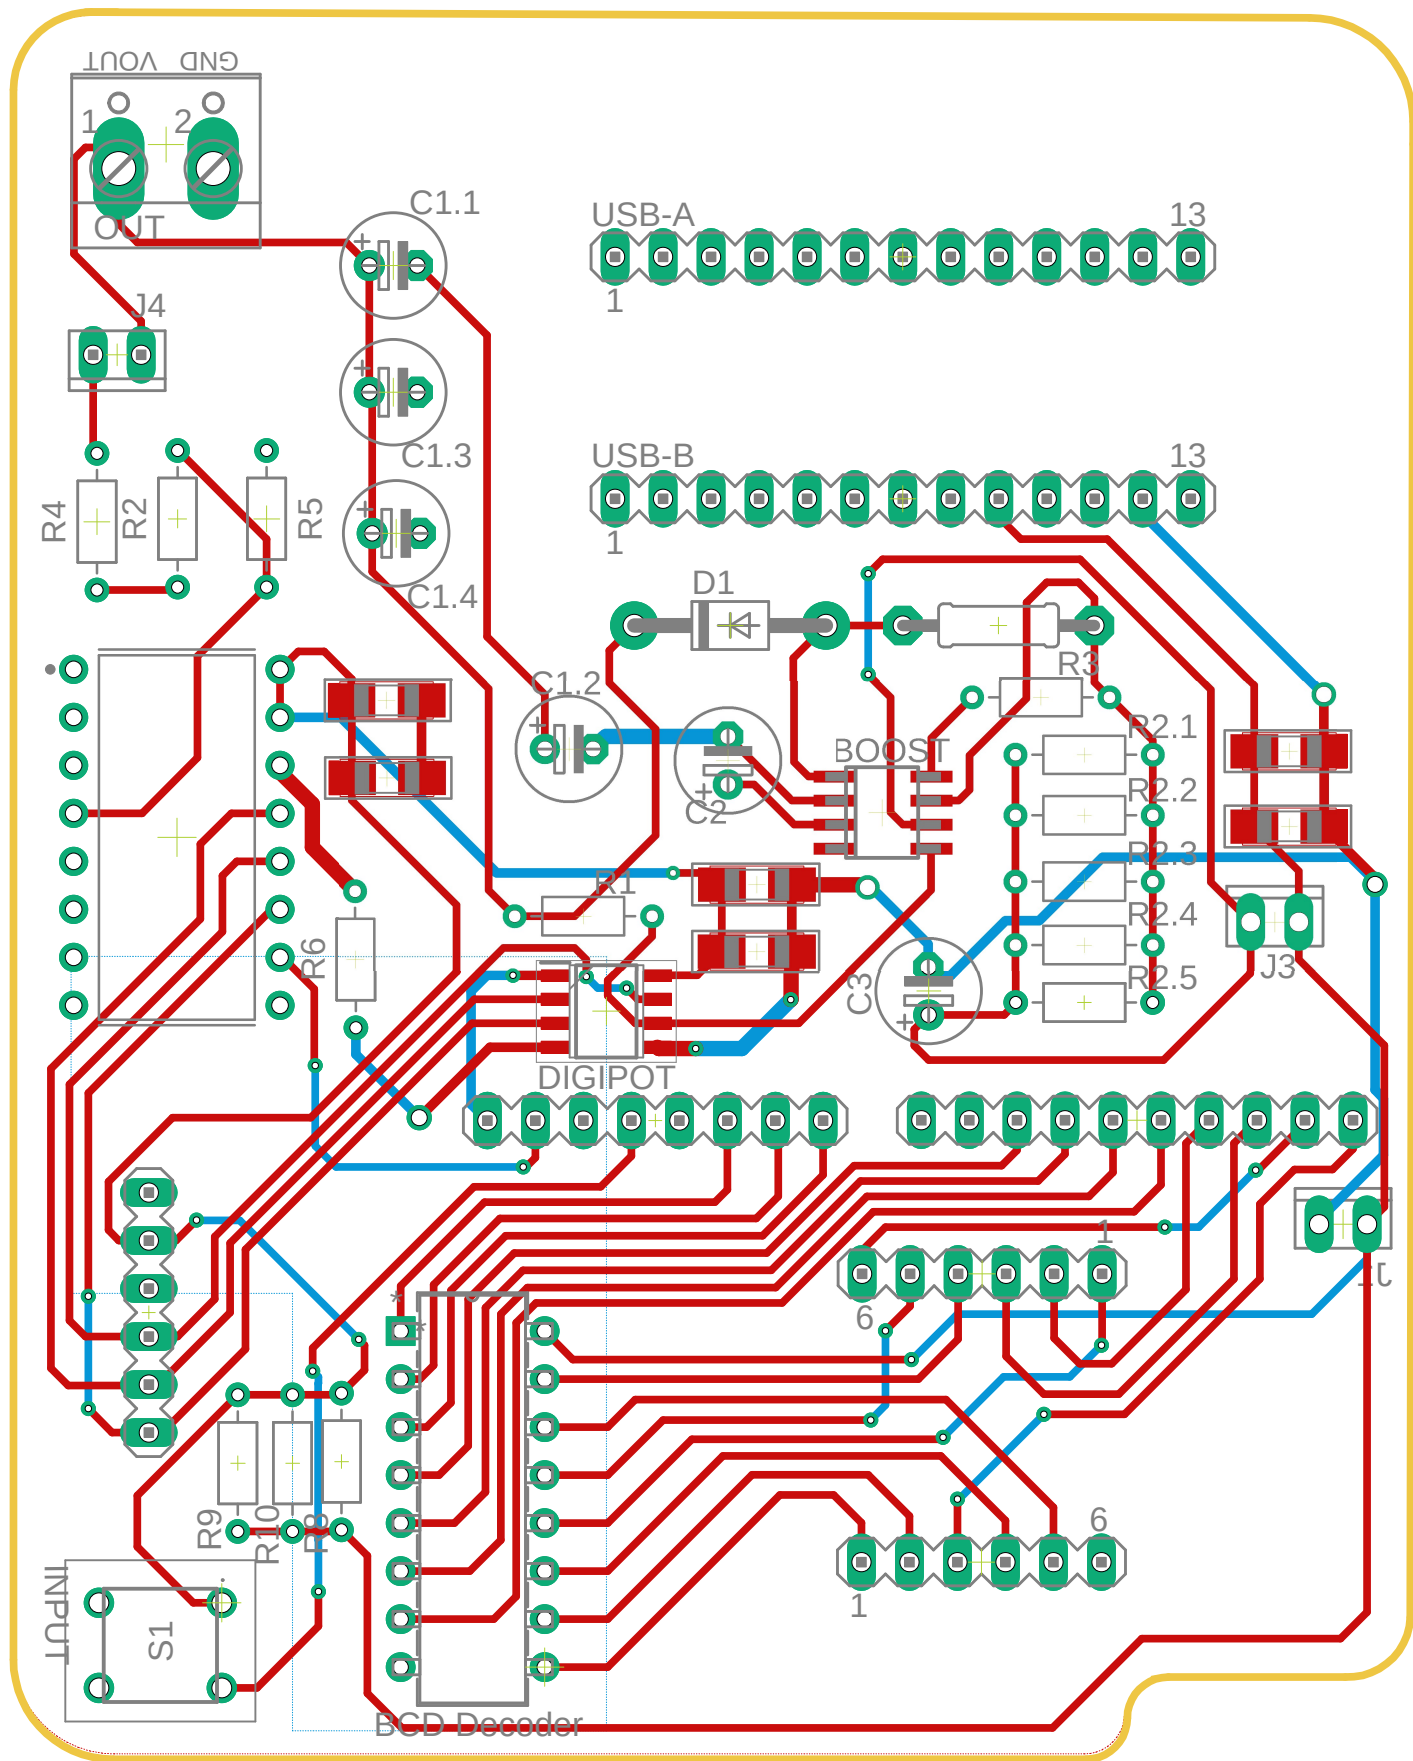 VOUT GND
1 2
OUT
C1.1
USB-A 13
1
J4
C1.3
USB-B 13
1
R4 R2 R5
C1.4
D1
C1.2
R3
R2.1
BOOST
R2.2
C2
R2.3
R1
R2.4
R6
J3
R2.5
C3
DIGIPOT
1
J1
6
*
*
R9 R10 R8
6
INPUT
S1
1
BCD Decoder